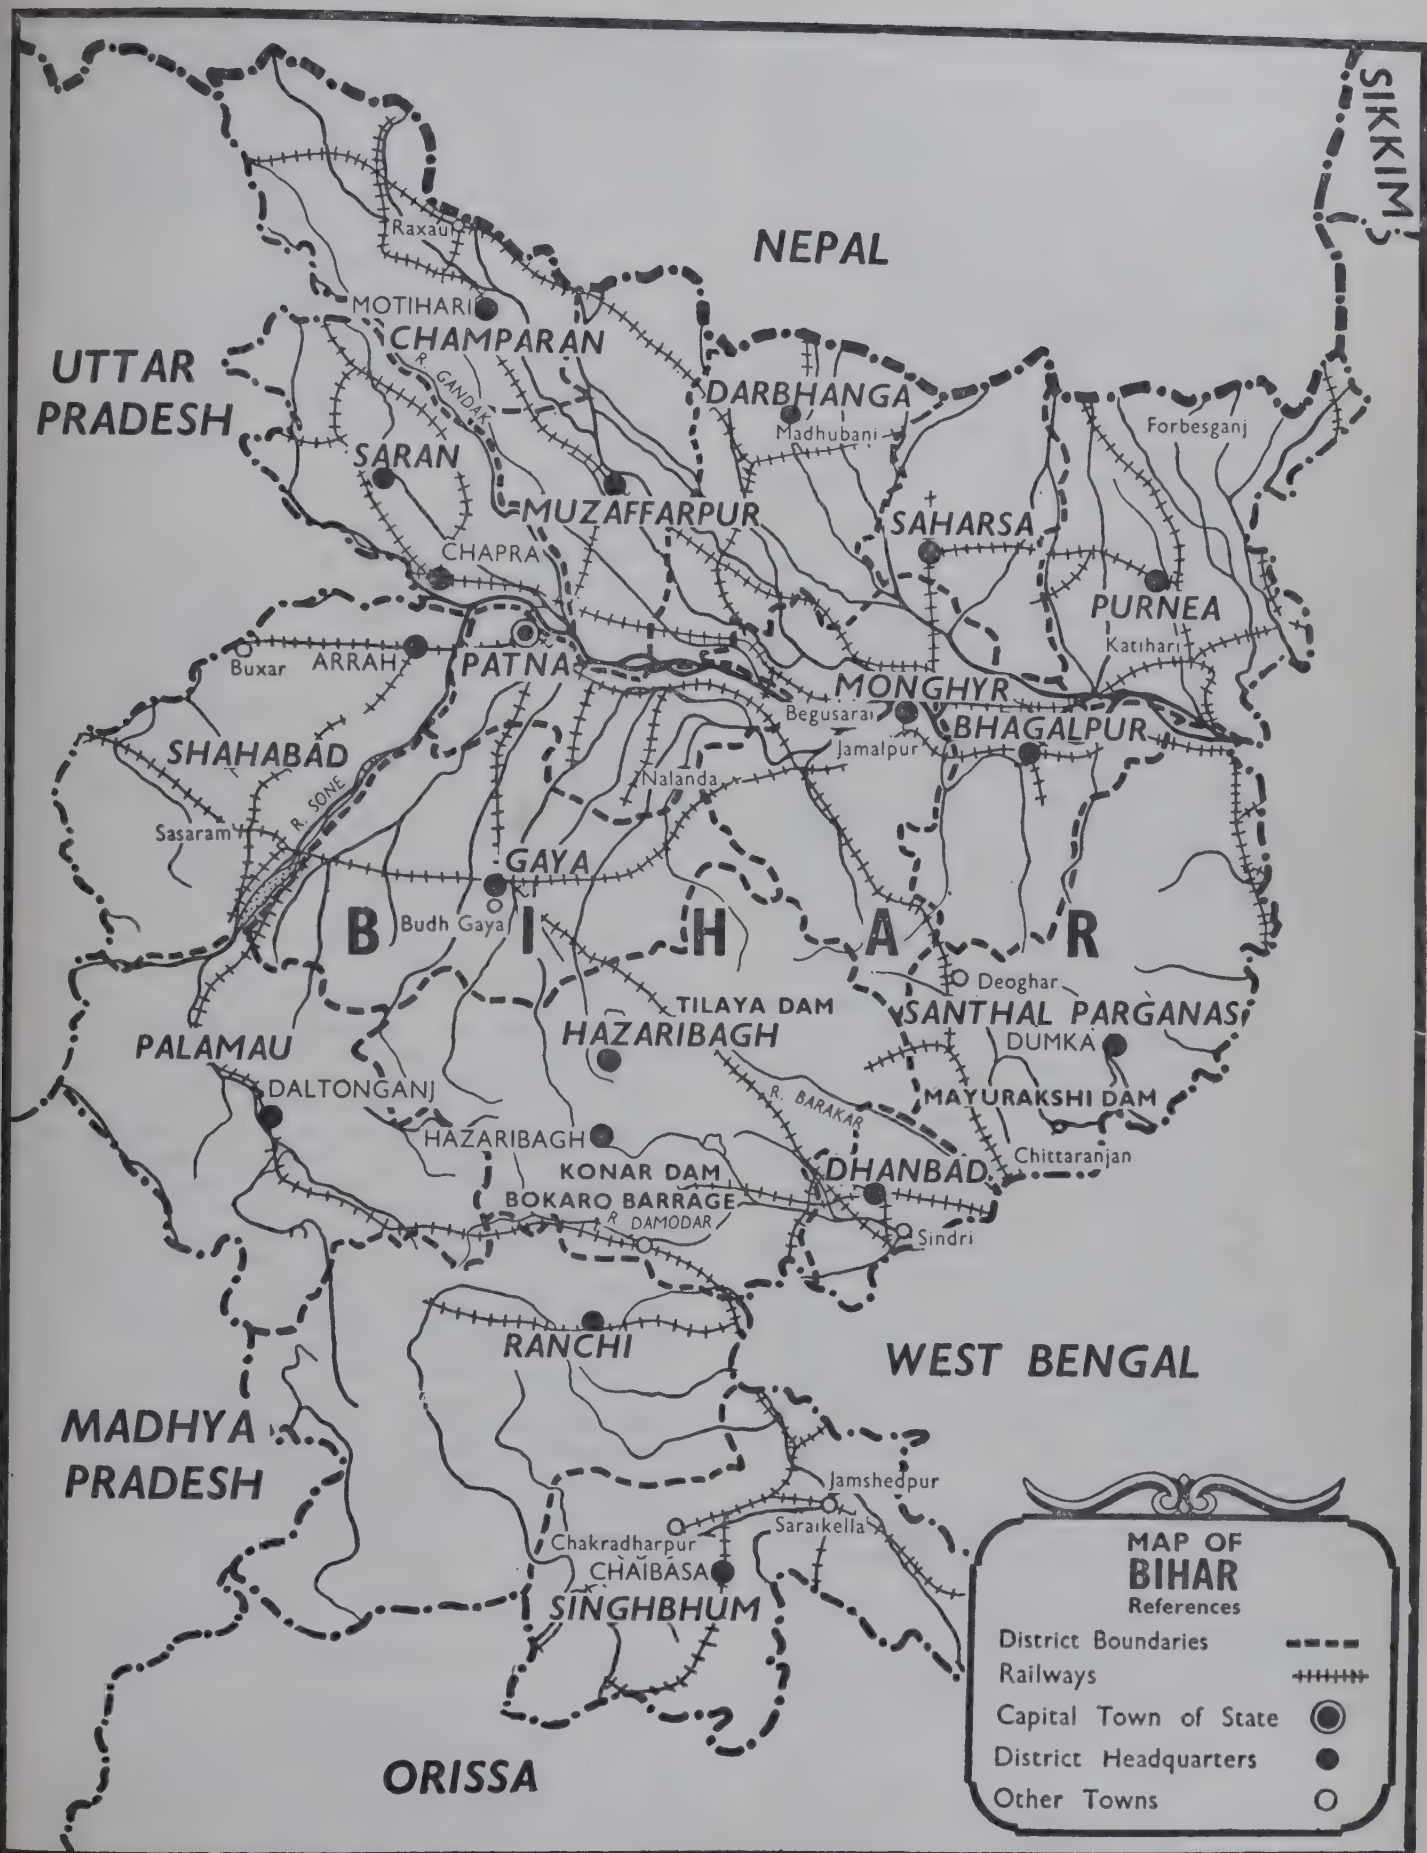 SIKKIM
NEPAL
Raxaul
MOTIHARI
CHAMPARAN
UTTAR
PRADESH
R. GANDAK
DARBHANGA
Madhubani
Forbesganj
SARAN
MUZAFFARPUR
SAHARSA
CHAPRA
PURNEA
Katihari
Buxar
ARRAH
PATNA
MONGHYR
Begusarai
BHAGALPUR
Jamalpur
SHAHABAD
Nalanda
R. SONE
Sasaram
GAYA
Budh Gaya
B I H A R
Deoghar
TILAYA DAM
SANTHAL PARGANAS
HAZARIBAGH
DUMKA
PALAMAU
DALTONGANJ
R. BARAKAR
MAYURAKSHI DAM
HAZARIBAGH
Chittaranjan
KONAR DAM
DHANBAD
BOKARO BARRAGE
R. DAMODAR
Sindri
RANCHI
WEST BENGAL
MADHYA
PRADESH
Jamshedpur
Saraikella
Chakradharpur
CHAIBASA
SINGHBHUM
ORISSA
MAP OF
BIHAR
References
District Boundaries
Railways
Capital Town of State
District Headquarters
Other Towns